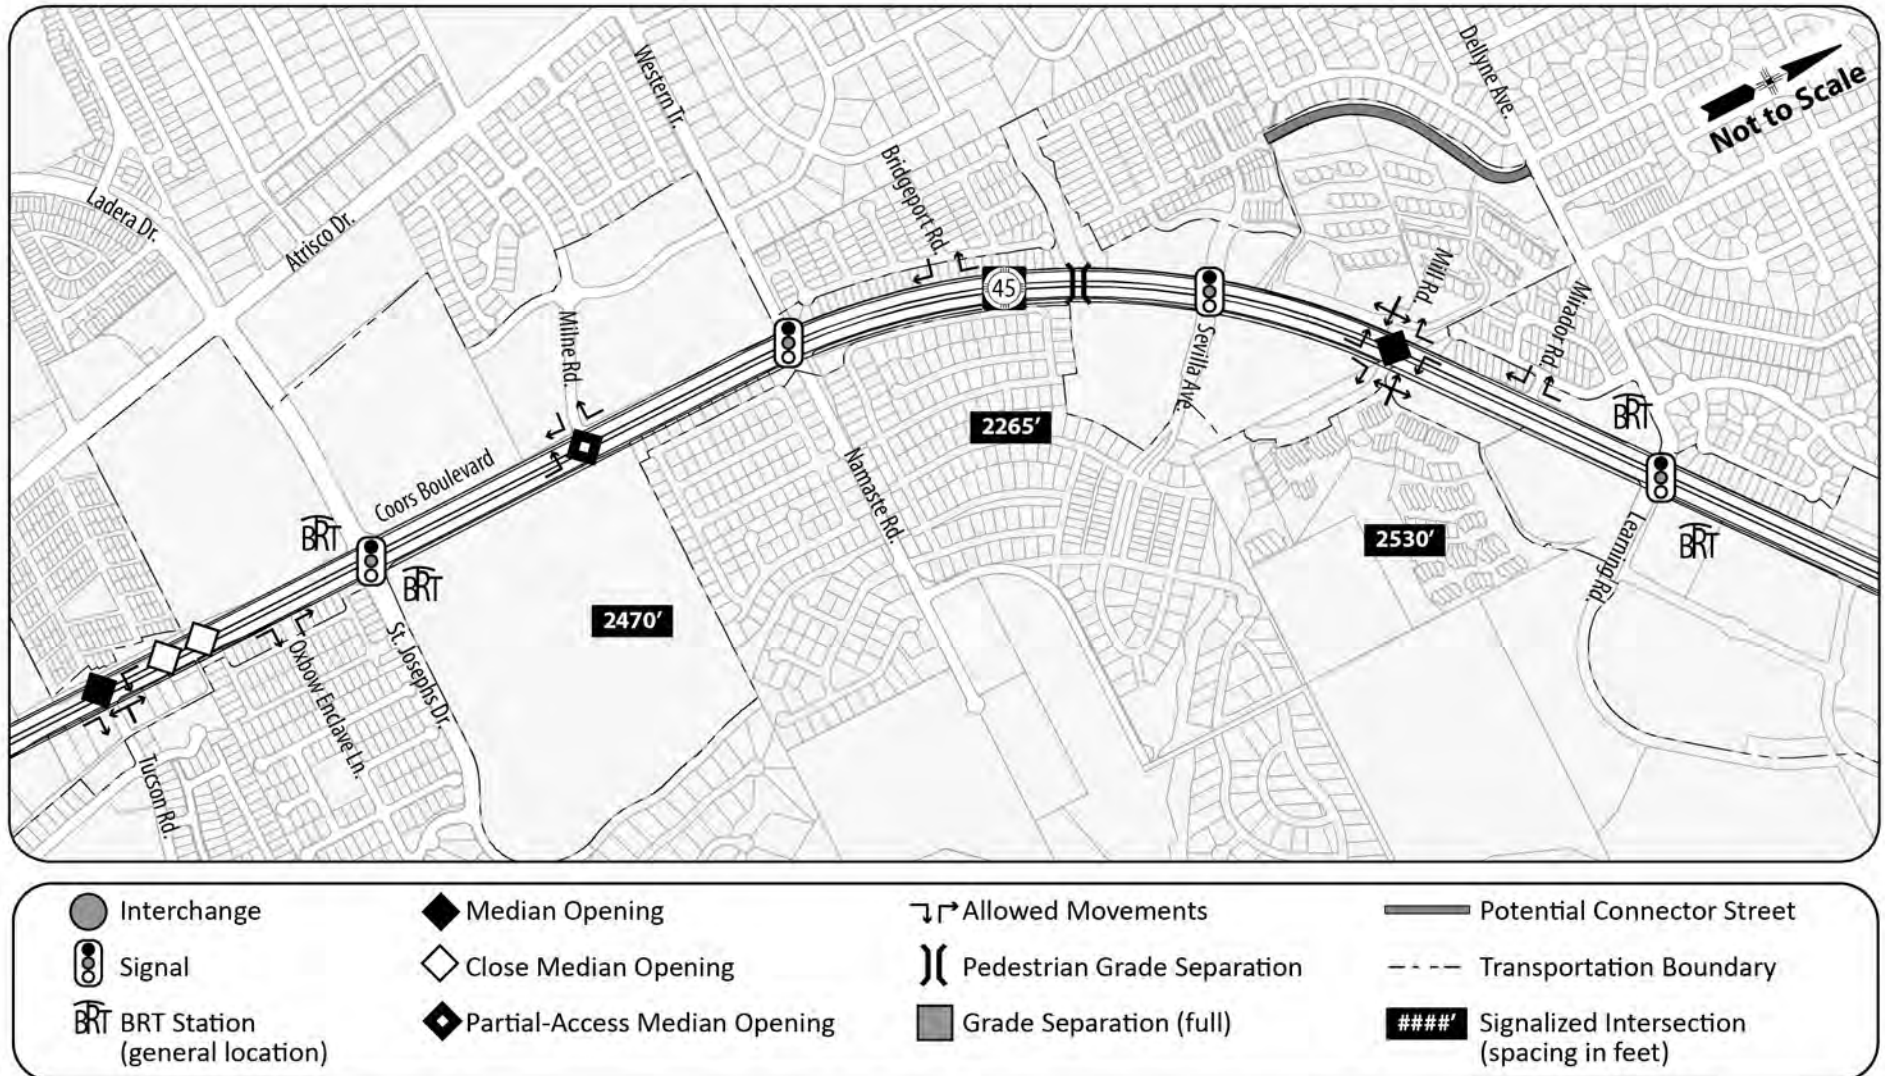 Western Tr.
Dellyne Ave.
Not to Scale
Ladera Dr.
Atrisco Dr.
Bridgeport Rd.
45
Mill Rd.
Mirador Rd.
Milne Rd.
Sevilla Ave.
BRT
2265’
Coors Boulevard
Namaste Rd.
BRT
2530’
Learning Rd.
BRT
BRT
2470’
St. Josephs Dr.
Oxbow Enclave Ln.
Tucson Rd.
Interchange
Signal
BRT BRT Station
(general location)
Median Opening
Close Median Opening
Partial-Access Median Opening
Allowed Movements
Pedestrian Grade Separation
Grade Separation (full)
Potential Connector Street
Transportation Boundary
####’ Signalized Intersection
(spacing in feet)